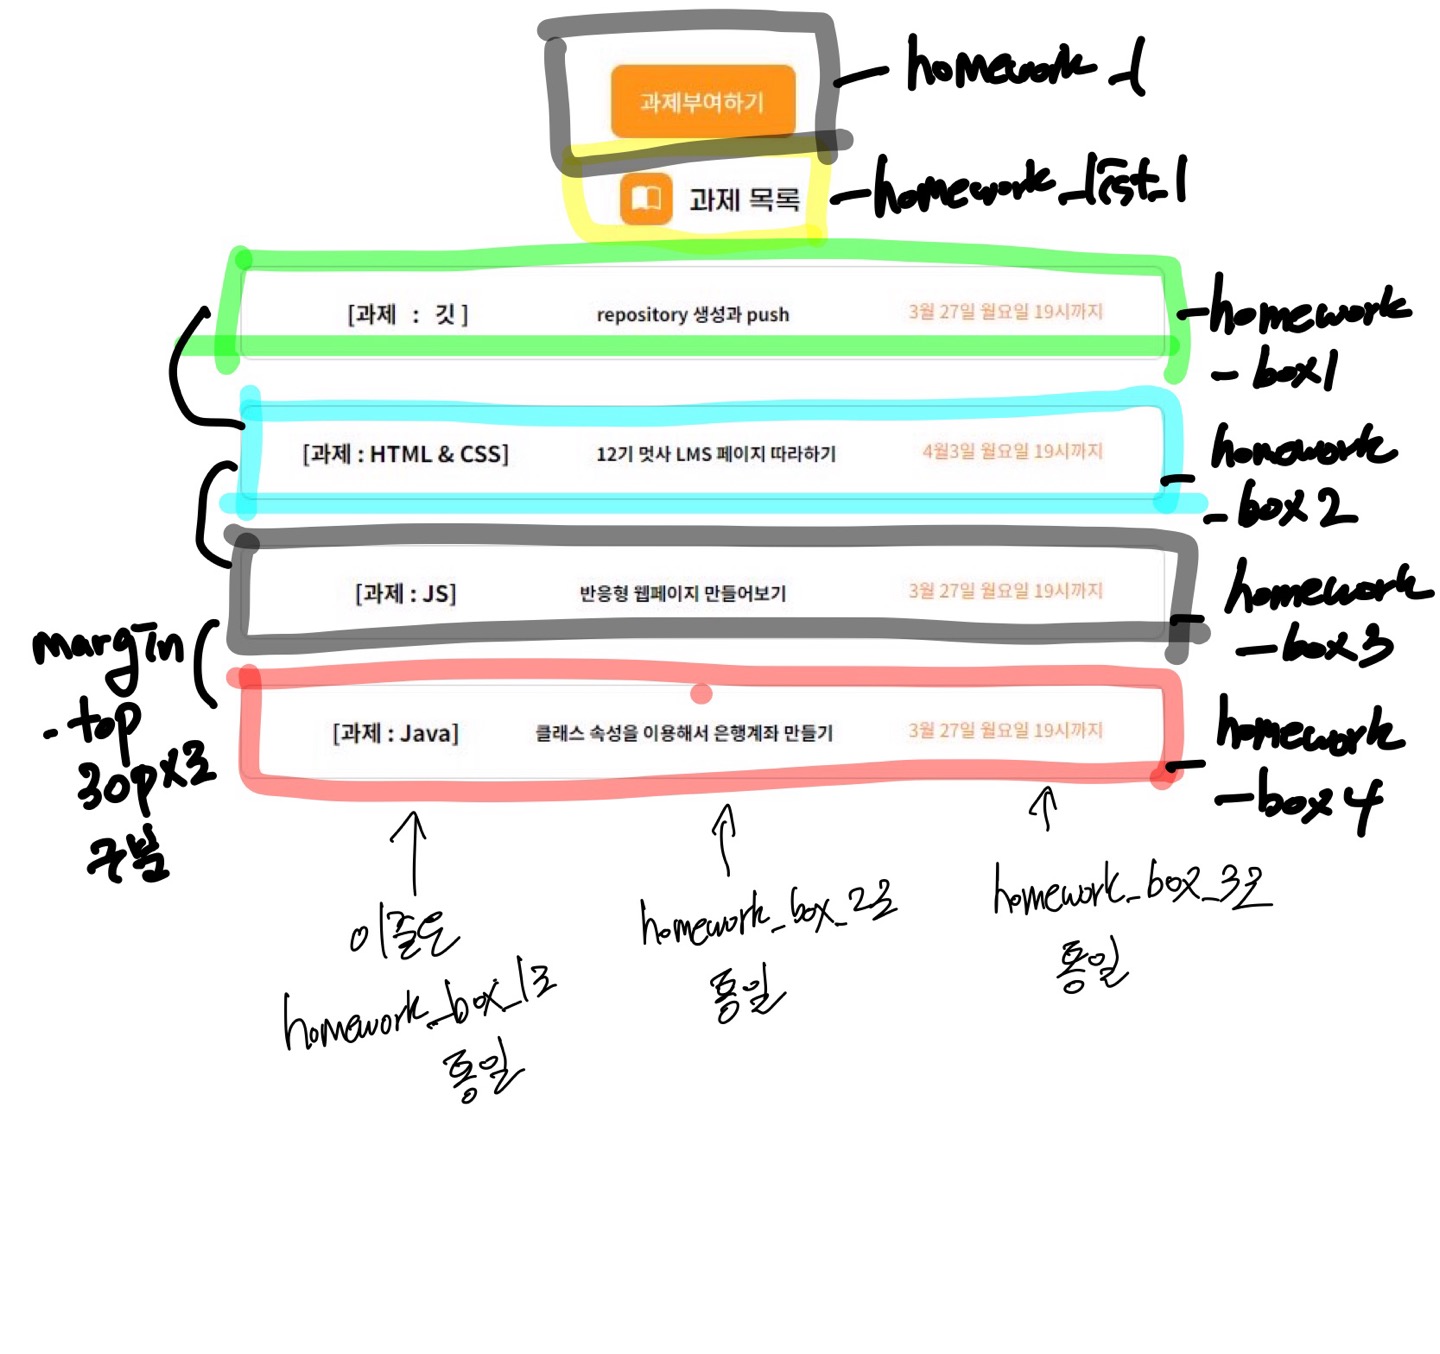 과제부여하기
homework_1
과제 목록
homework_list_1
[과제 : 깃 ] repository 생성과 push 3월 27일 월요일 19시까지
homework
_box1
[과제 : HTML & CSS] 12기 멋사 LMS 페이지 따라하기 4월3일 월요일 19시까지
homework
_box2
[과제 : JS] 반응형 웹페이지 만들어보기 3월 27일 월요일 19시까지
homework
_box3
[과제 : Java] 클래스 속성을 이용해서 은행계좌 만들기 3월 27일 월요일 19시까지
homework
_box4
margin
-top
30px로
구분
이줄은
homework_box_1로
통일
homework_box_2로
통일
homework_box_3로
통일